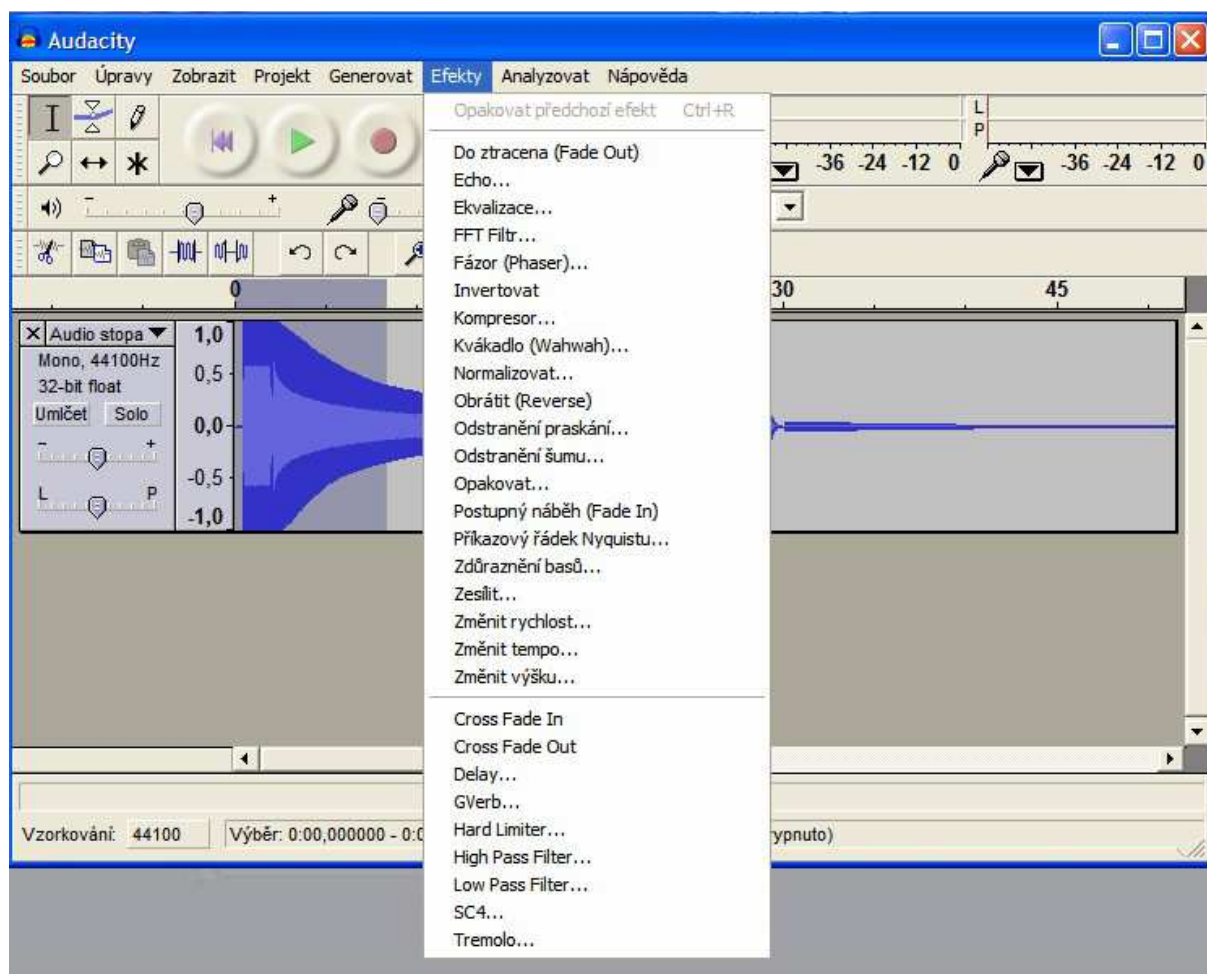 Audacity
Soubor Úpravy Zobrazit Projekt Generovat Efekty Analyzovat Nápověda
Opakovat předchozí efekt Ctrl+R
L
P
-36 -24 -12 0 -36 -24 -12 0
Do ztracena (Fade Out)
Echo...
Ekvalizace...
FFT Filtr...
Fázor (Phaser)...
Invertovat
Kompresor...
Kvákadlo (Wahwah)...
Normalizovat...
Obrátit (Reverse)
Odstranění praskání...
Odstranění šumu...
Opakovat...
Postupný náběh (Fade In)
Příkazový řádek Nyquistu...
Zdůraznění basů...
Zesílit...
Změnit rychlost...
Změnit tempo...
Změnit výšku...
Cross Fade In
Cross Fade Out
Delay...
GVerb...
Hard Limiter...
High Pass Filter...
Low Pass Filter...
SC4...
Tremolo...
- +
-
0 30 45
Audio stopa
Mono, 44100Hz
32-bit float
Umlčet Solo
- +
L P
1,0
0,5
0,0
-0,5
-1,0
Vzorkování: 44100 Výběr: 0:00,000000 - 0:0 ypnuto)